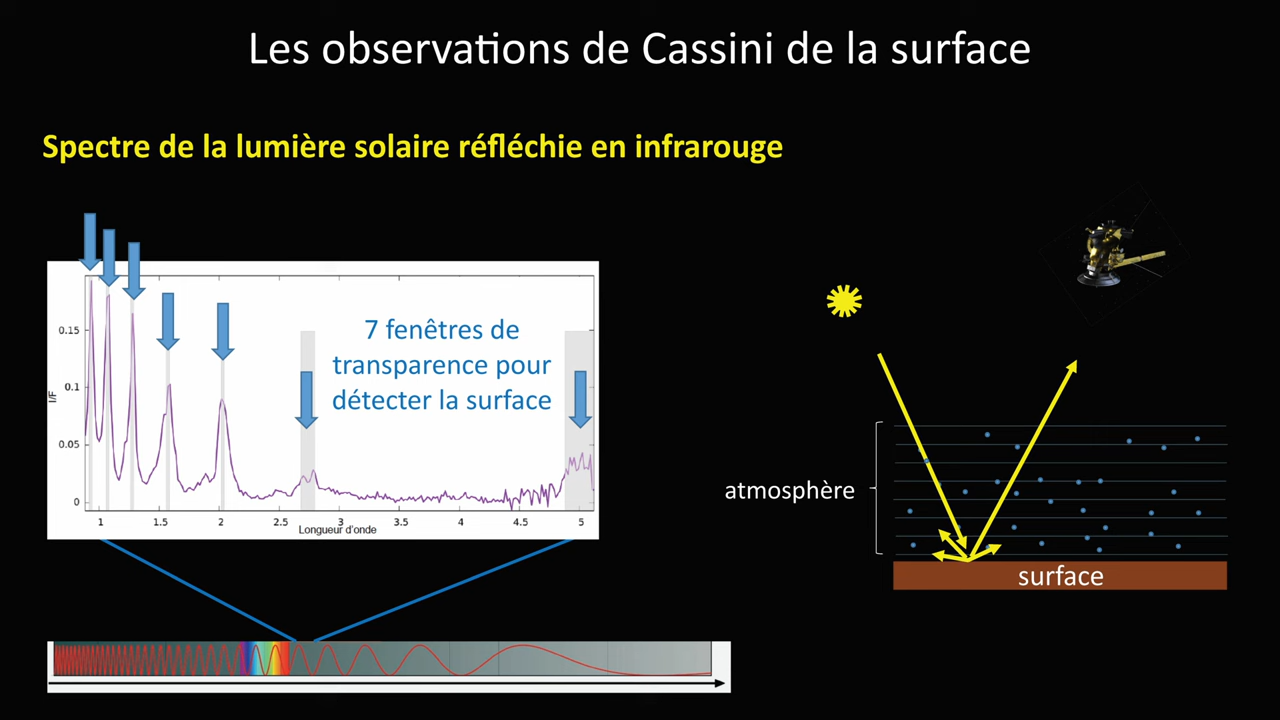 Les observations de Cassini de la surface
Spectre de la lumière solaire réfléchie en infrarouge
7 fenêtres de
transparence pour
détecter la surface
0.15
0.1
0.05
0
I/F
1 1.5 2 2.5 3 3.5 4 4.5 5
Longueur d'onde
atmosphère
surface